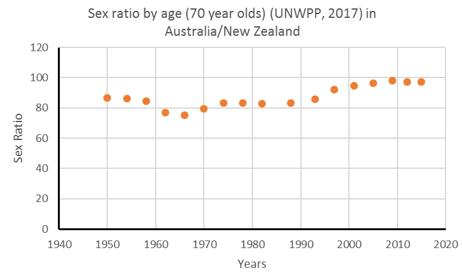 Sex ratio by age (70 year olds) (UNWPP, 2017) in
Australia/New Zealand
120
100
80
60
40
20
0
Sex Ratio
1940 1950 1960 1970 1980 1990 2000 2010 2020
Years